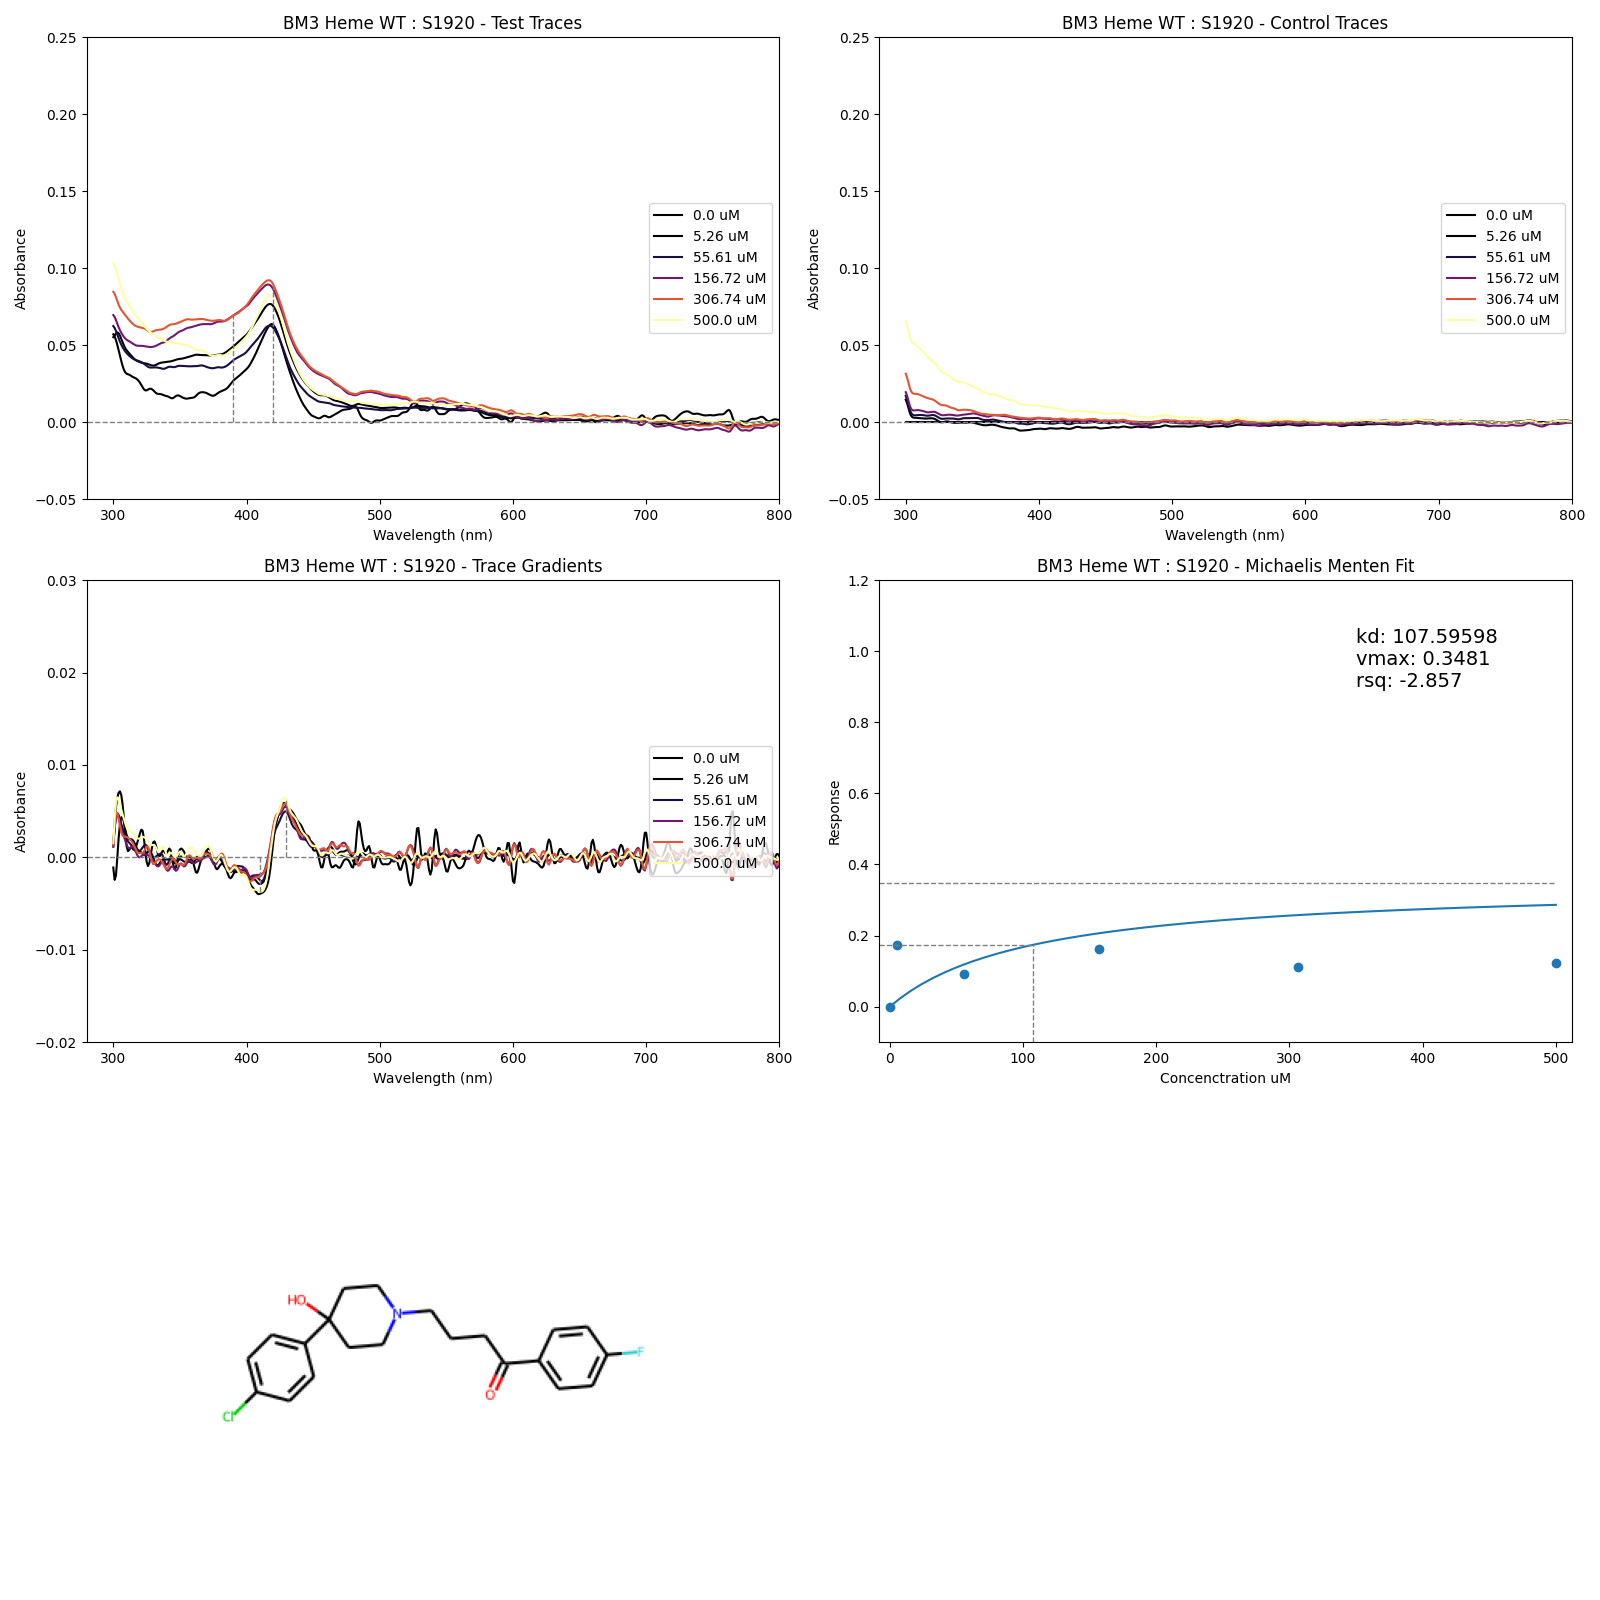 BM3 Heme WT : S1920 - Test Traces
0.25
0.20
0.15
0.10
0.05
0.00
−0.05
Absorbance
300 400 500 600 700 800
Wavelength (nm)
0.0 uM
5.26 uM
55.61 uM
156.72 uM
306.74 uM
500.0 uM
BM3 Heme WT : S1920 - Control Traces
0.25
0.20
0.15
0.10
0.05
0.00
−0.05
Absorbance
300 400 500 600 700 800
Wavelength (nm)
0.0 uM
5.26 uM
55.61 uM
156.72 uM
306.74 uM
500.0 uM
BM3 Heme WT : S1920 - Trace Gradients
0.03
0.02
0.01
0.00
−0.01
−0.02
Absorbance
300 400 500 600 700 800
Wavelength (nm)
0.0 uM
5.26 uM
55.61 uM
156.72 uM
306.74 uM
500.0 uM
BM3 Heme WT : S1920 - Michaelis Menten Fit
1.2
1.0
0.8
0.6
0.4
0.2
0.0
Response
0 100 200 300 400 500
Concenctration uM
kd: 107.59598
vmax: 0.3481
rsq: -2.857
HO
N
F
O
Cl